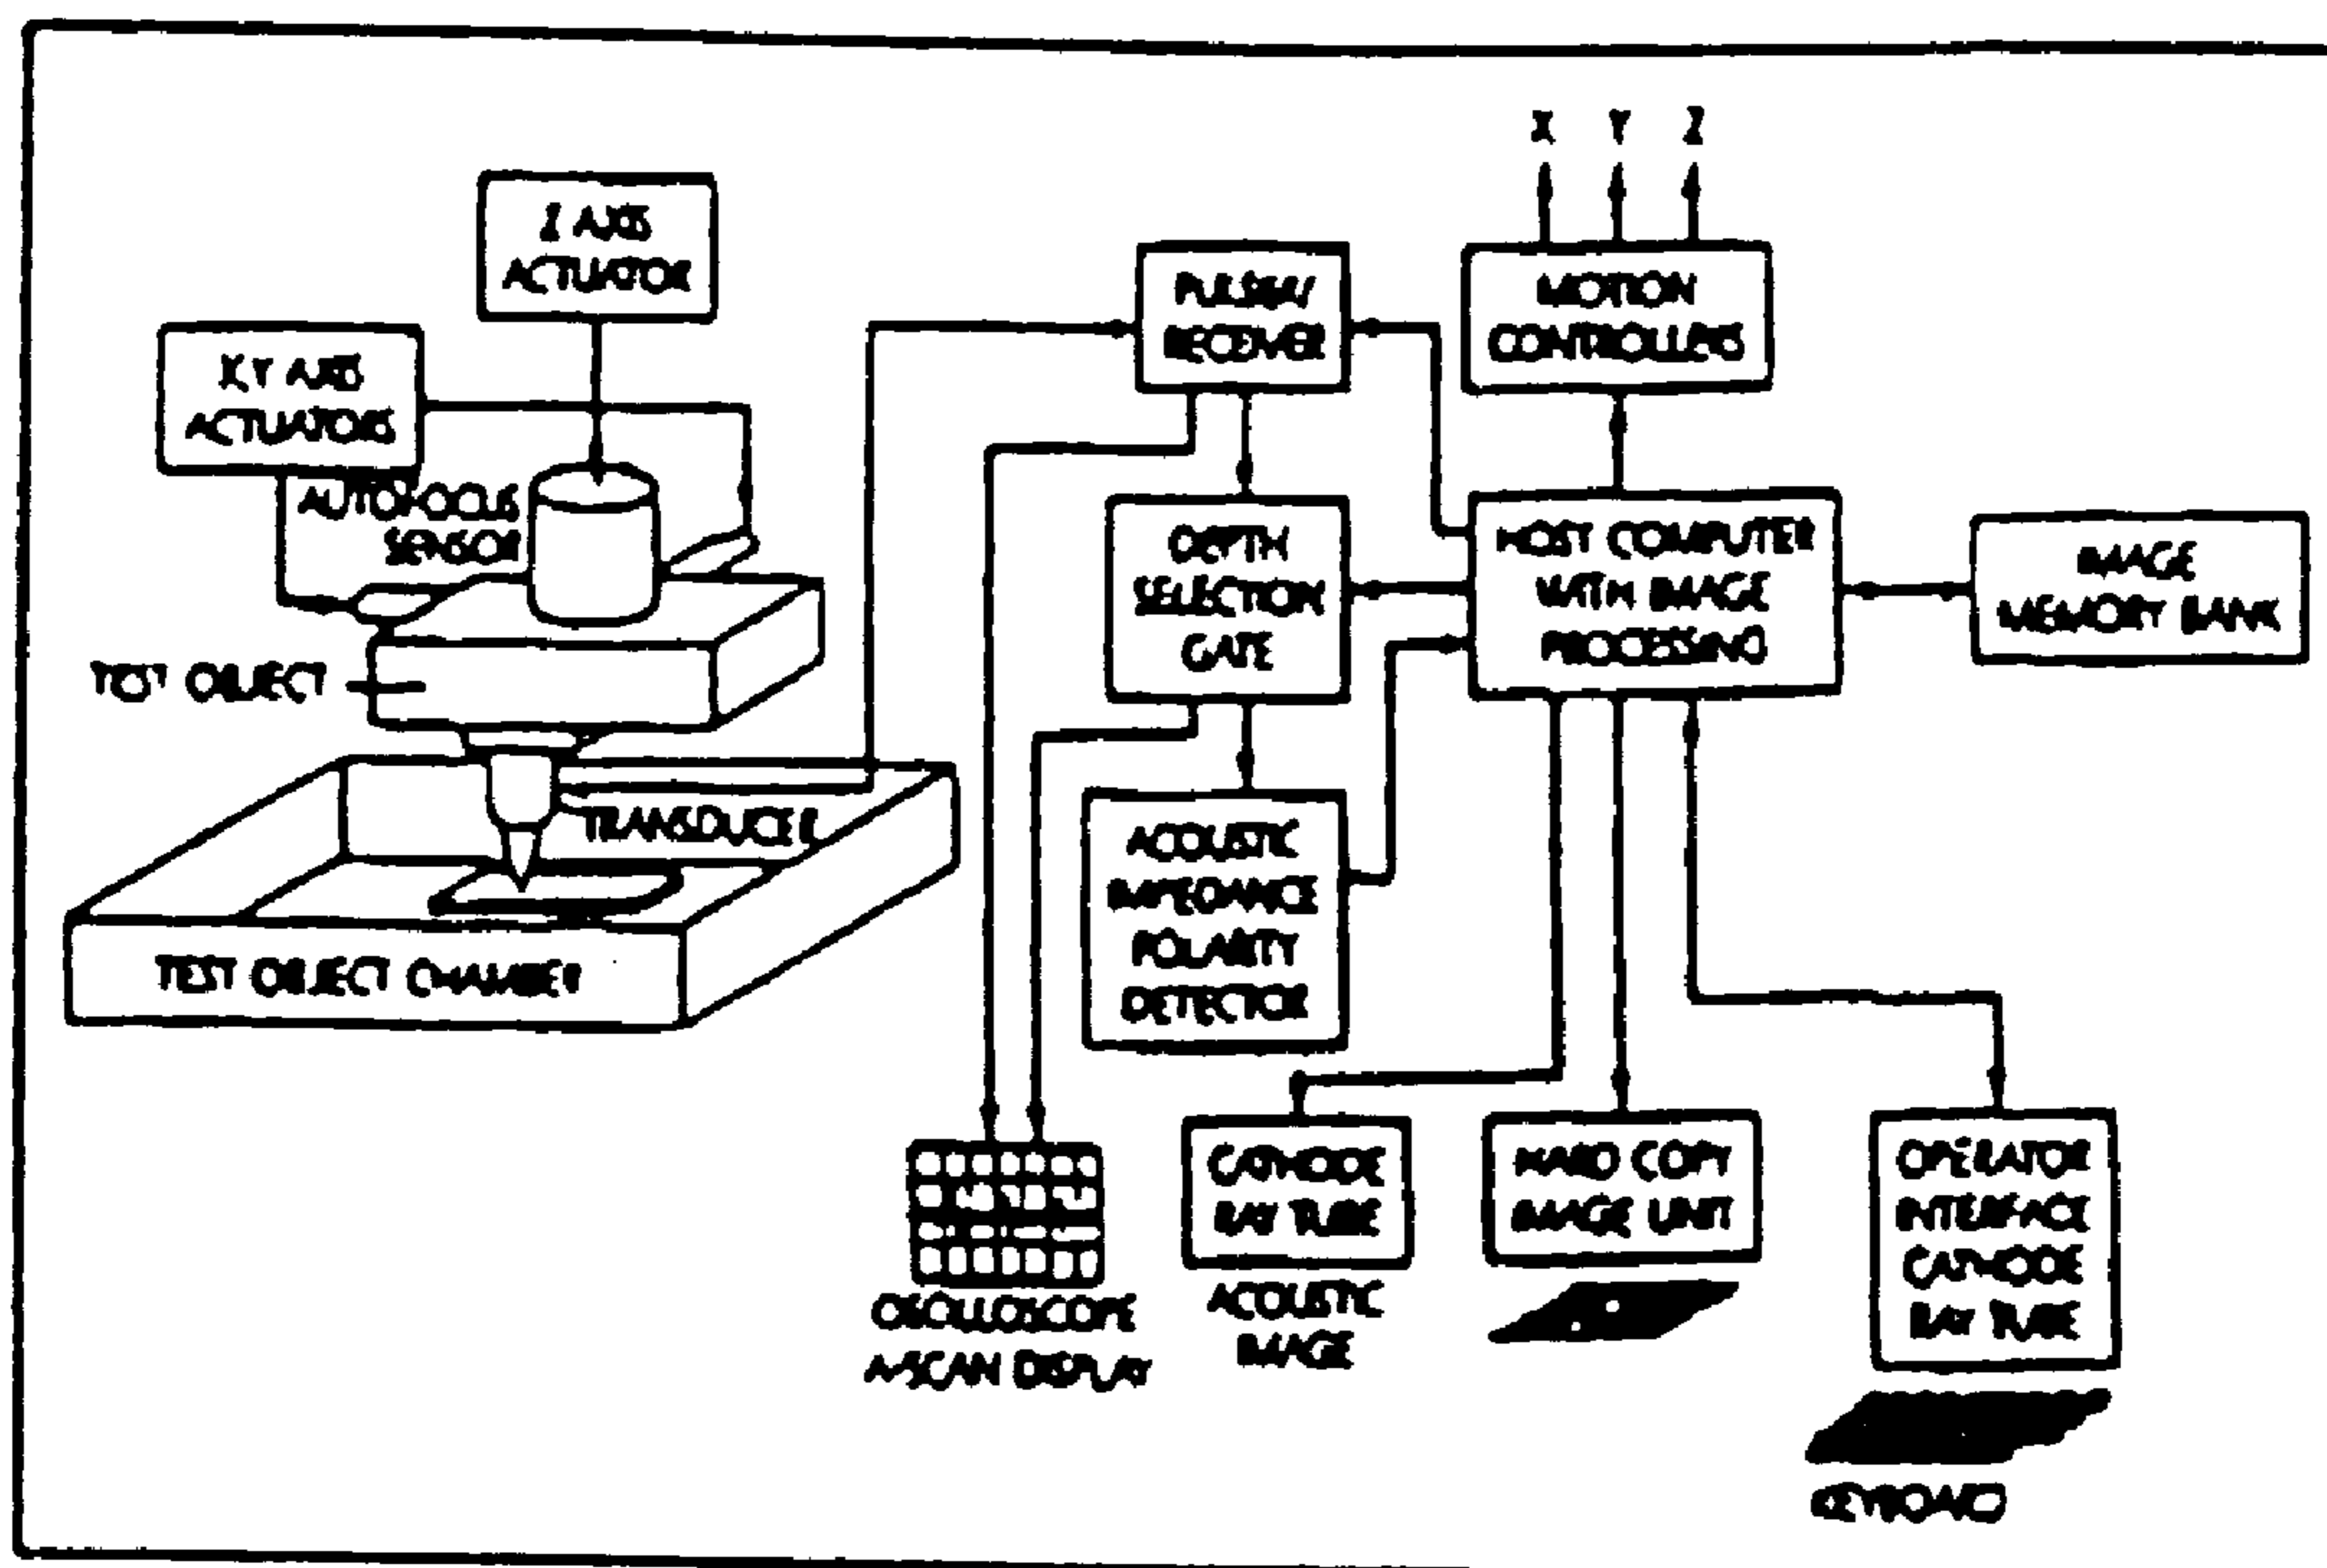 X Y Z
Z AXIS
ACTUATOR
X Y AXIS
ACTUATORS
AUTOFOCUS
SENSOR
TEST OBJECT
TRANSDUCER
TEST OBJECT CHAMBER
PULSER/
RECEIVER
MOTION
CONTROLLERS
DEPTH
SELECTION
GATE
HOST COMPUTER
WITH IMAGE
PROCESSING
IMAGE
MEMORY BANK
ACOUSTIC
IMPEDANCE
POLARITY
DETECTOR
OSCILLOSCOPE
A-SCAN DISPLAY
CATHODE
RAY TUBE
ACOUSTIC
IMAGE
HARD COPY
IMAGE UNIT
OPERATOR
INTERFACE
CATHODE
RAY TUBE
KEYBOARD